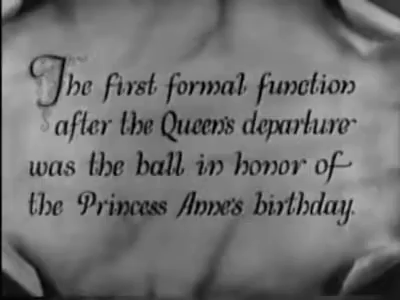 The first formal function
after the Queen's departure
was the ball in honor of
the Princess Anne's birthday.